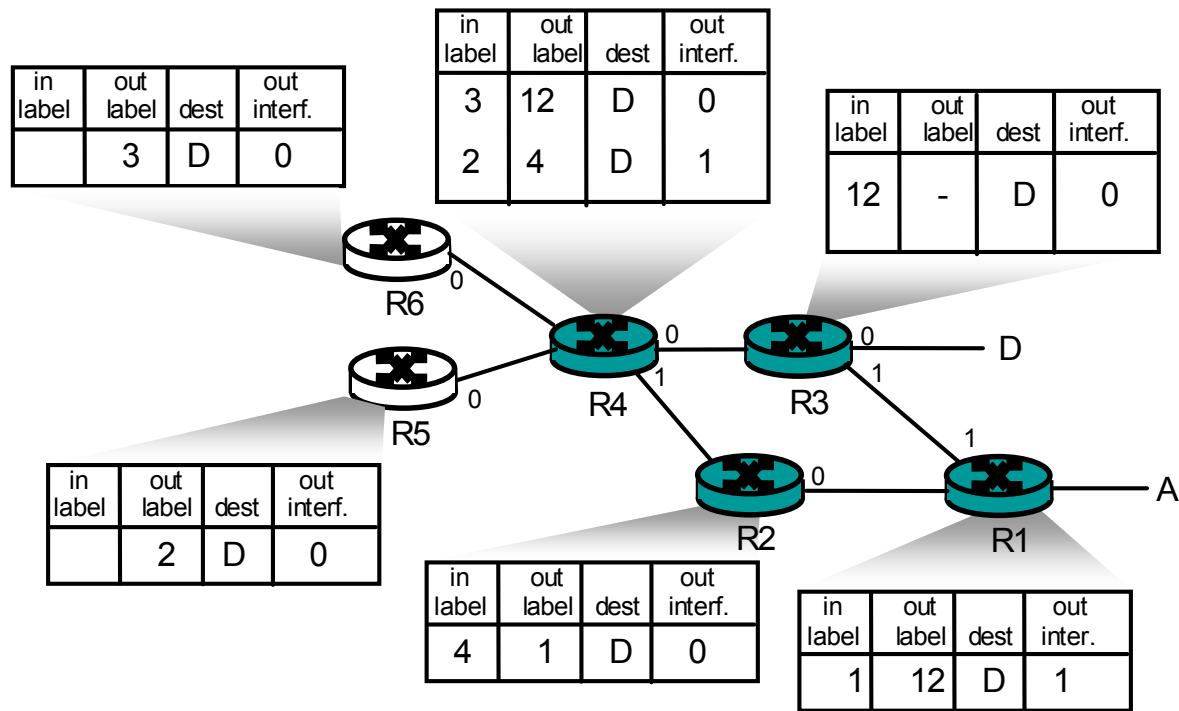 in out out
label label dest interf.
3 12 D 0
2 4 D 1
in out out
label label dest interf.
3 D 0
in out out
label label dest interf.
12 - D 0
R6
0
R5
0
R4
0
1
R3
0
1
D
R2
0
R1
1
A
in out out
label label dest interf.
2 D 0
in out out
label label dest interf.
4 1 D 0
in out out
label label dest inter.
1 12 D 1